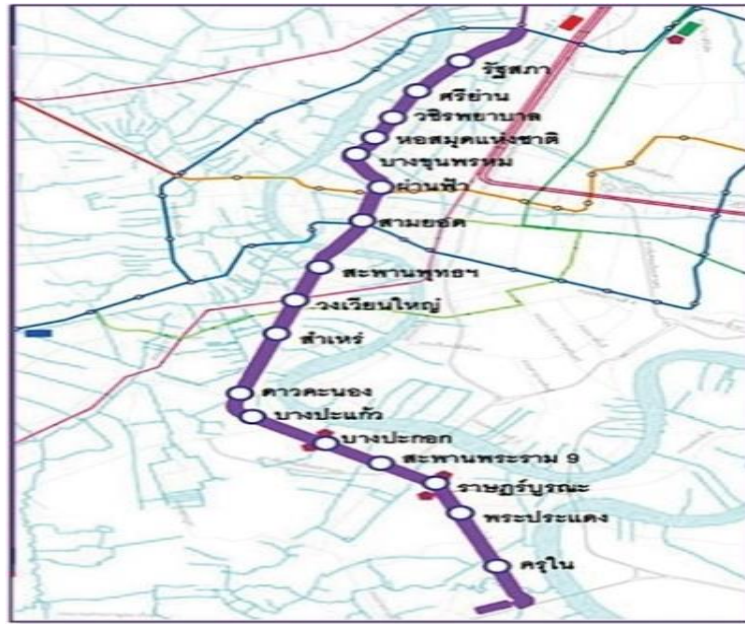 รัฐสภา
ศรีย่าน
วชิรพยาบาล
หอสมุดแห่งชาติ
บางขุนพรหม
ผ่านฟ้า
สามยอด
สะพานพุทธฯ
วงเวียนใหญ่
สำเหร่
ดาวคะนอง
บางปะแก้ว
บางปะกอก
สะพานพระราม 9
ราษฎร์บูรณะ
พระประแดง
ครุใน